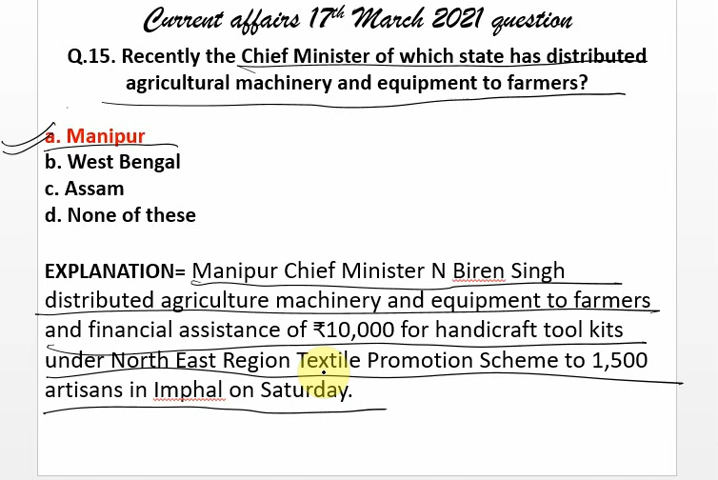 Current affairs 17th March 2021 question
Q.15. Recently the Chief Minister of which state has distributed
agricultural machinery and equipment to farmers?
a. Manipur
b. West Bengal
c. Assam
d. None of these
EXPLANATION= Manipur Chief Minister N Biren Singh
distributed agriculture machinery and equipment to farmers
and financial assistance of ₹10,000 for handicraft tool kits
under North East Region Textile Promotion Scheme to 1,500
artisans in Imphal on Saturday.